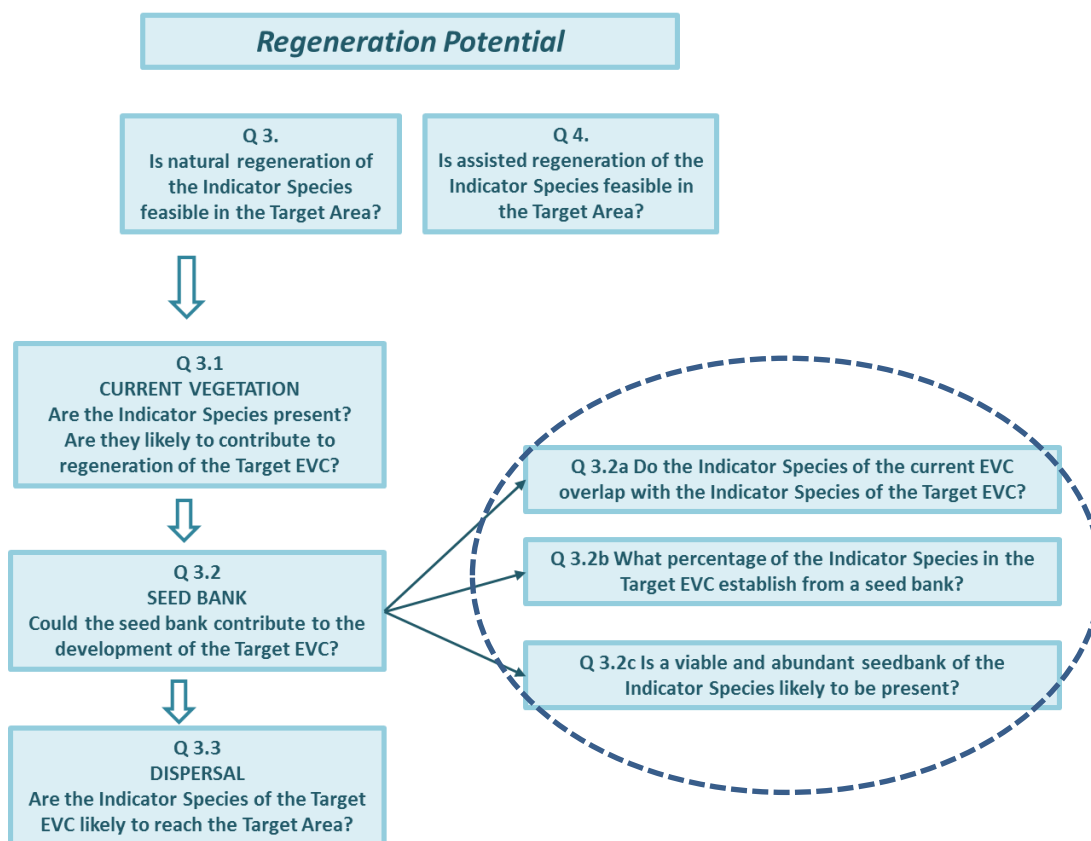 Regeneration Potential
Q 3.
Is natural regeneration of
the Indicator Species
feasible in the Target Area?
Q 4.
Is assisted regeneration of the
Indicator Species feasible in
the Target Area?
Q 3.1
CURRENT VEGETATION
Are the Indicator Species present?
Are they likely to contribute to
regeneration of the Target EVC?
Q 3.2
SEED BANK
Could the seed bank contribute to the
development of the Target EVC?
Q 3.3
DISPERSAL
Are the Indicator Species of the Target
EVC likely to reach the Target Area?
Q 3.2a Do the Indicator Species of the current EVC
overlap with the Indicator Species of the Target EVC?
Q 3.2b What percentage of the Indicator Species in the
Target EVC establish from a seed bank?
Q 3.2c Is a viable and abundant seedbank of the
Indicator Species likely to be present?